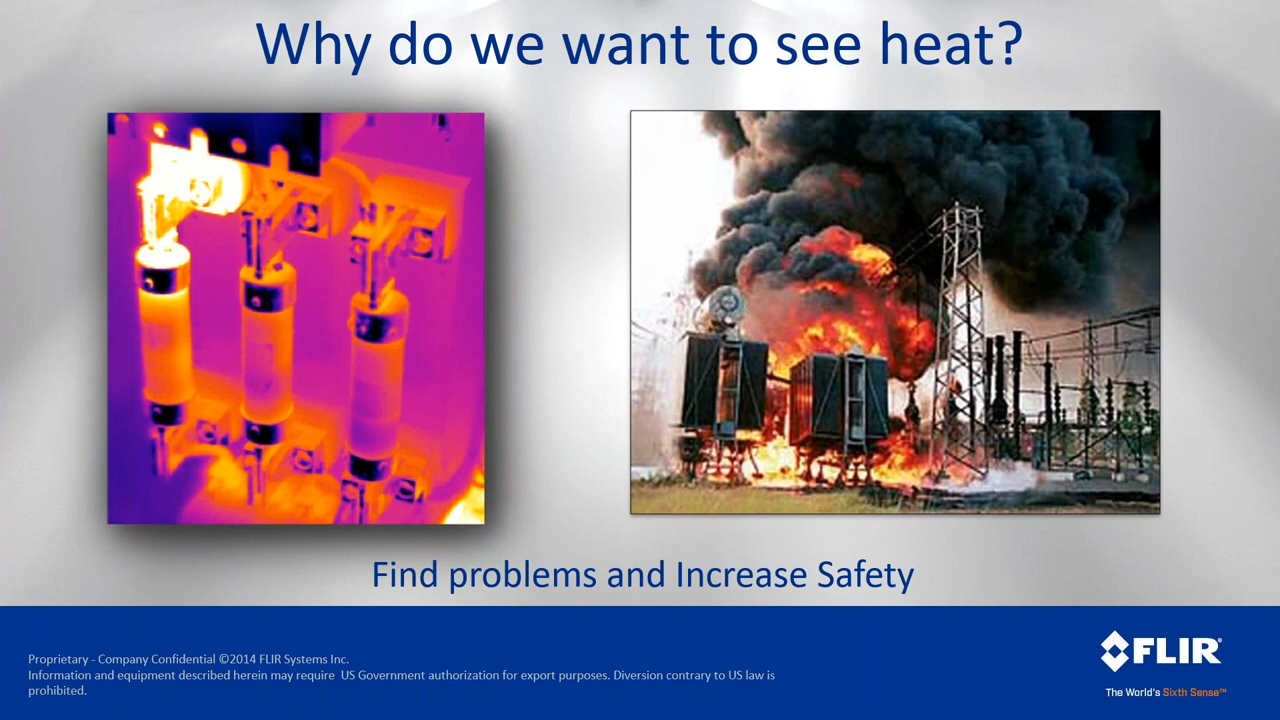 Why do we want to see heat?
Find problems and Increase Safety
Proprietary - Company Confidential ©2014 FLIR Systems Inc.
Information and equipment described herein may require  US Government authorization for export purposes. Diversion contrary to US law is
prohibited.
FLIR®
The World's Sixth Sense™